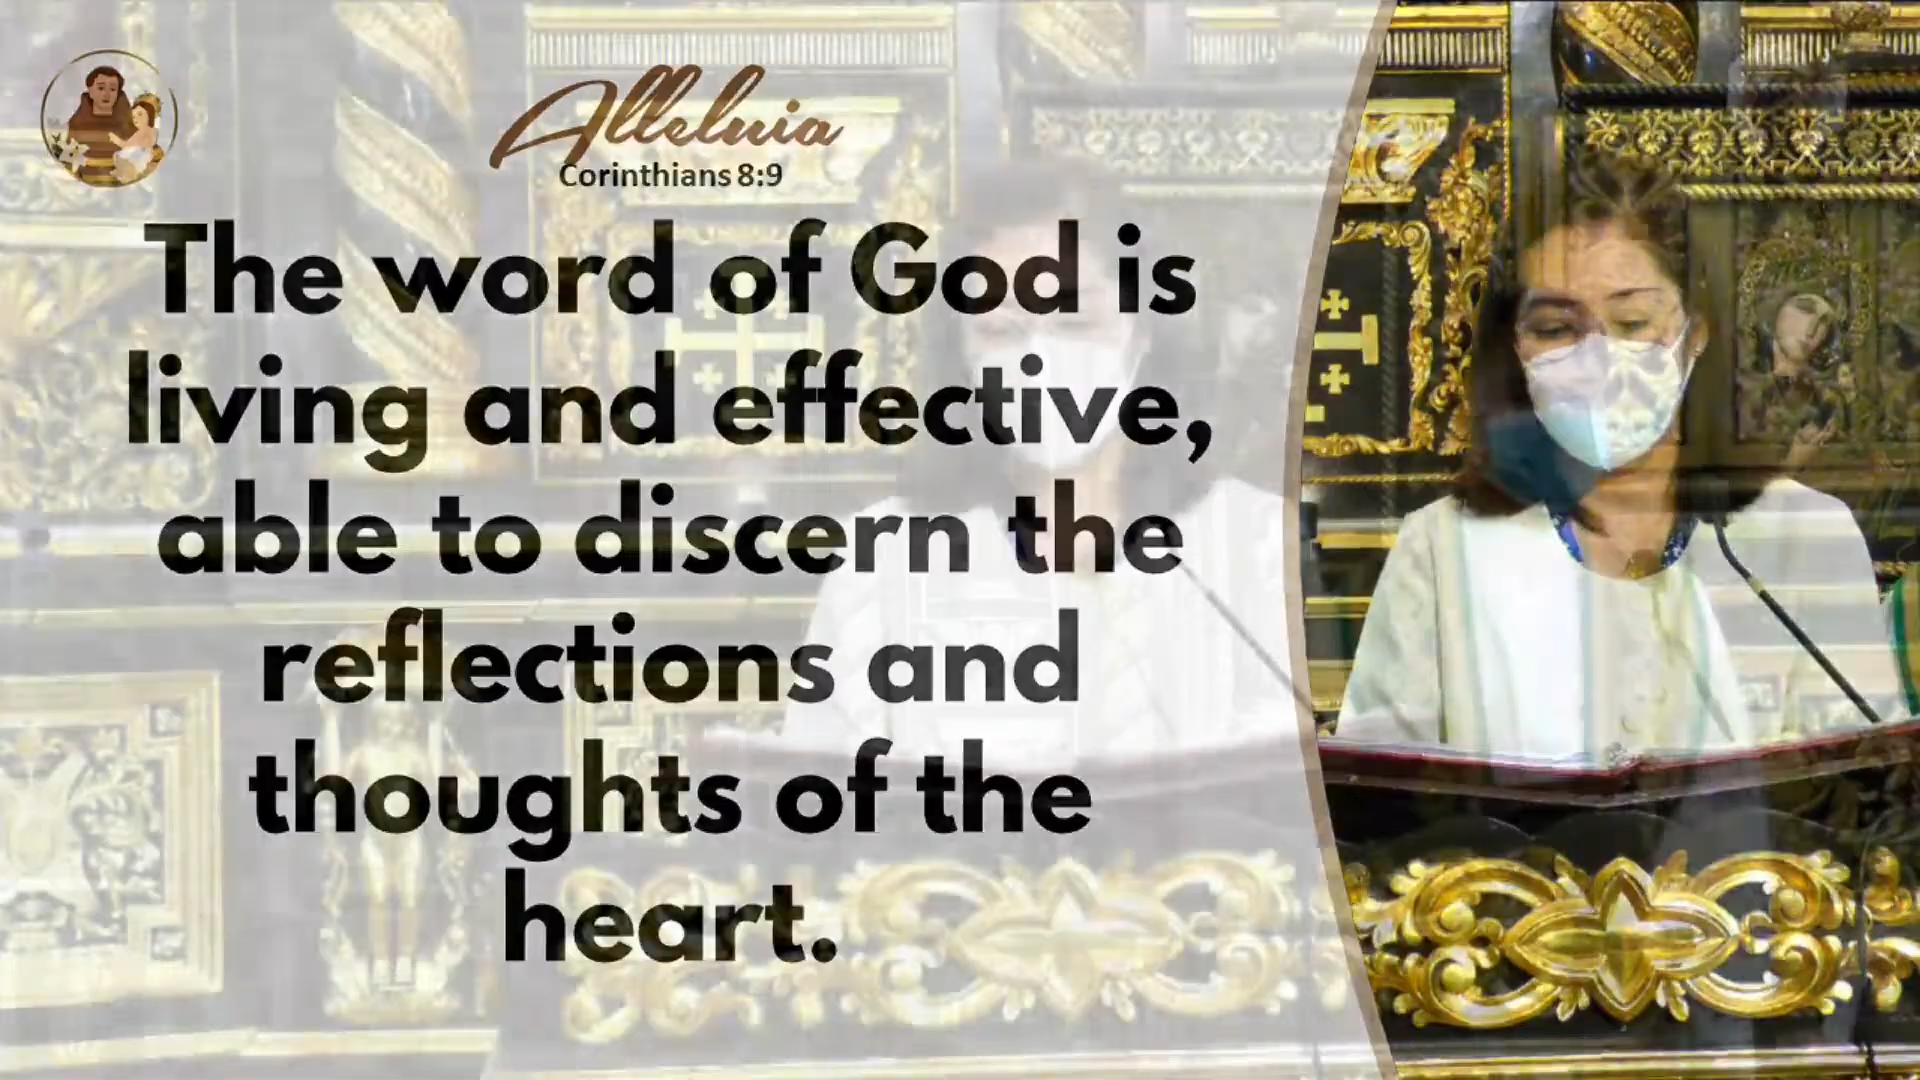 Alleluia
Corinthians 8:9
The word of God is
living and effective,
able to discern the
reflections and
thoughts of the
heart.